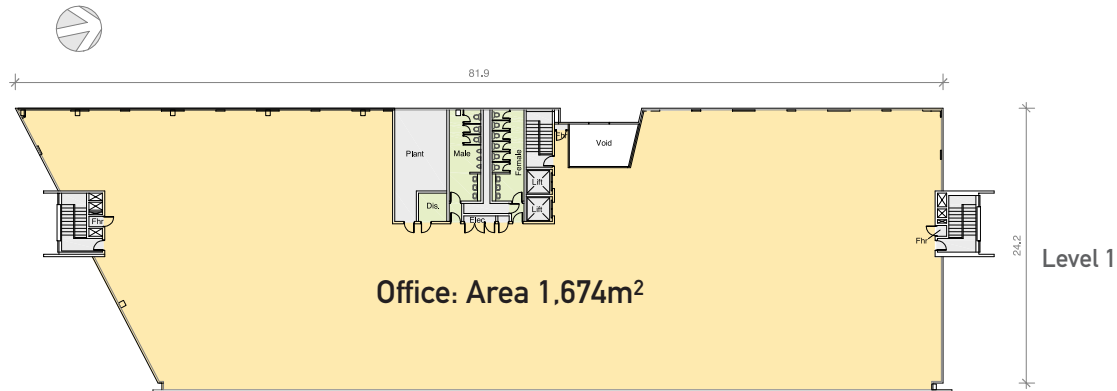 81.9
Plant
Male
Female
Fhr
Void
Lift
Dis.
Lift
Elec.
Fhr
Fhr
24.2
Level 1
Office: Area 1,674m²